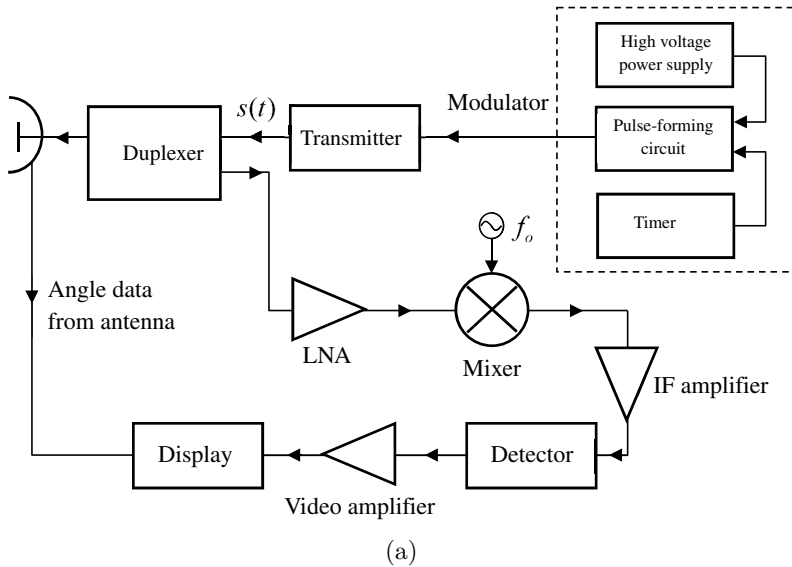 High voltage
power supply
Modulator
s(t)
Transmitter
Pulse-forming
circuit
Duplexer
Timer
f_o
Angle data
from antenna
LNA
Mixer
IF amplifier
Display
Detector
Video amplifier
(a)